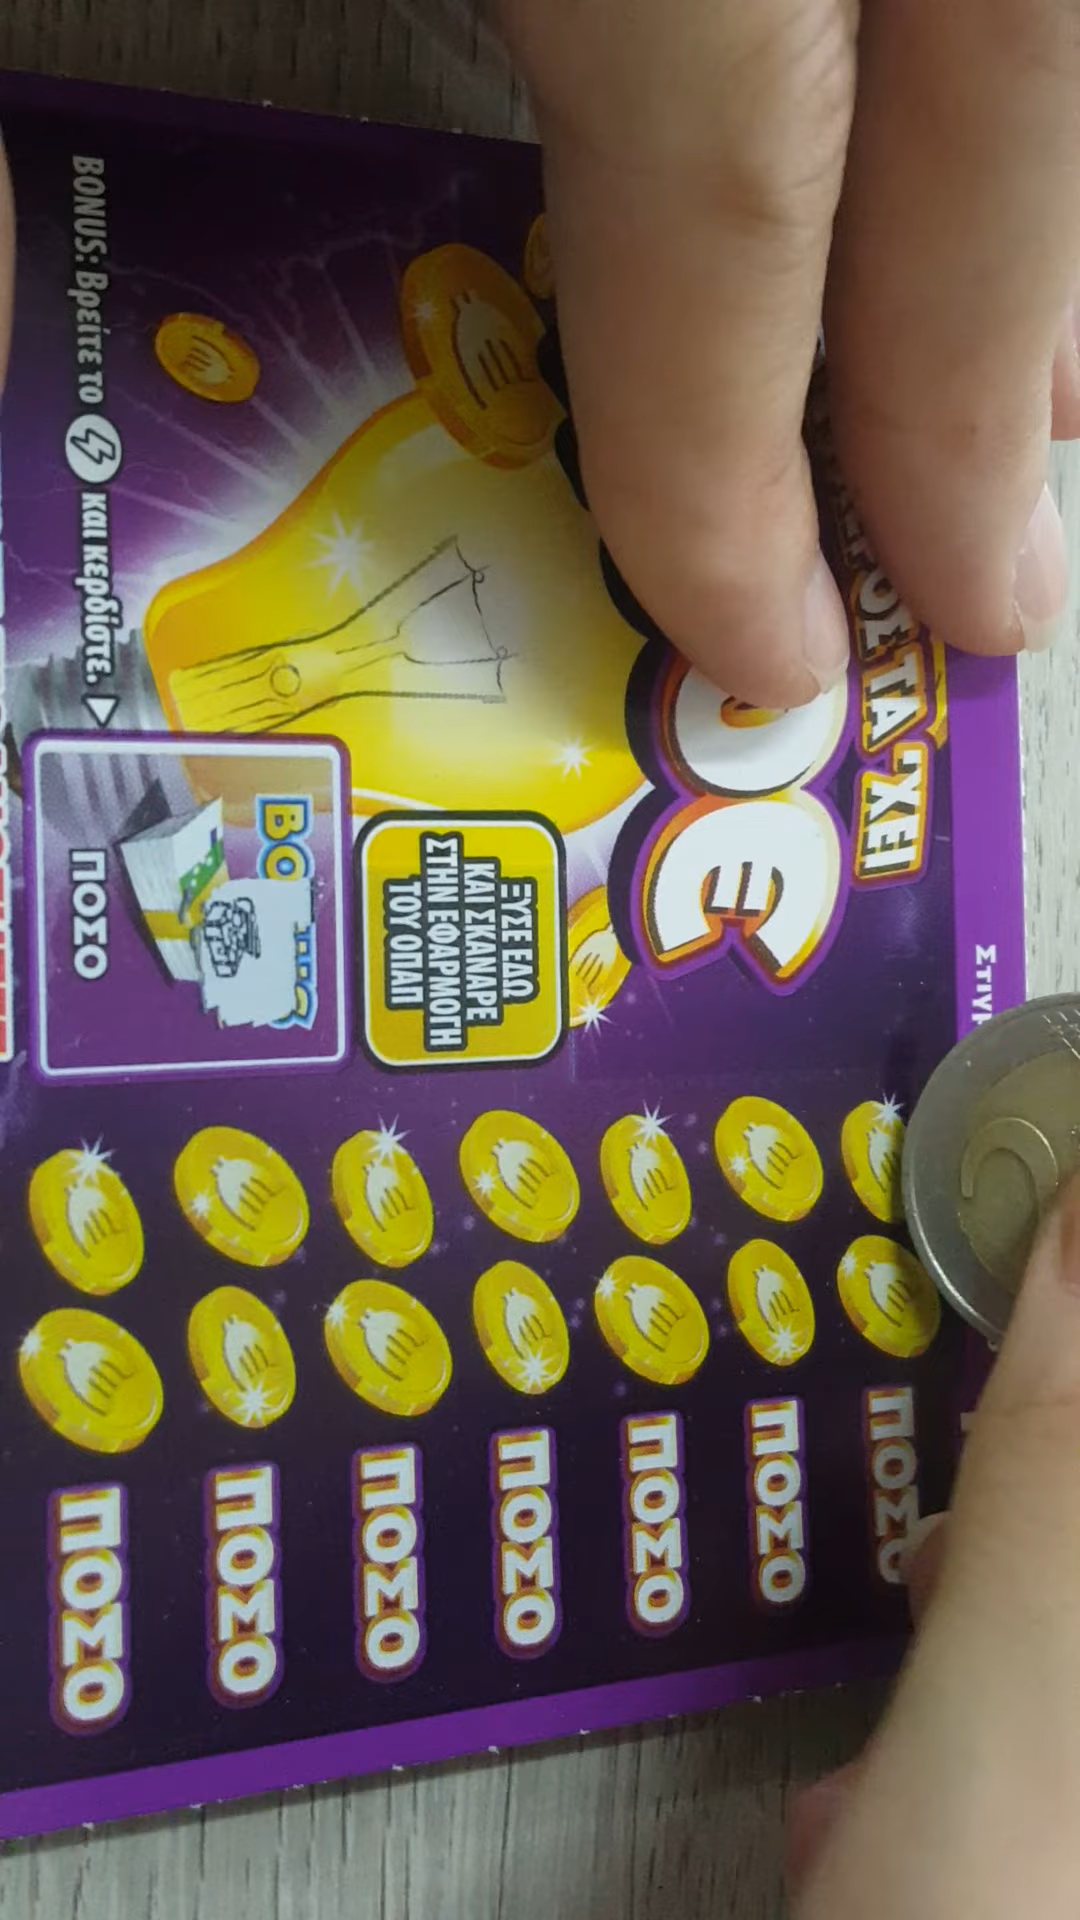 ΤΑ 'ΧΕΙ
€
BONUS: Βρείτε το και κερδίστε.
ΠΟΣΟ
ΞΥΣΕ ΕΔΩ
ΚΑΙ ΣΚΑΝΑΡΕ
ΣΤΗΝ ΕΦΑΡΜΟΓΗ
ΤΟΥ ΟΠΑΠ
ΠΟΣΟ
ΠΟΣΟ
ΠΟΣΟ
ΠΟΣΟ
ΠΟΣΟ
ΠΟΣΟ
ΠΟΣΟ